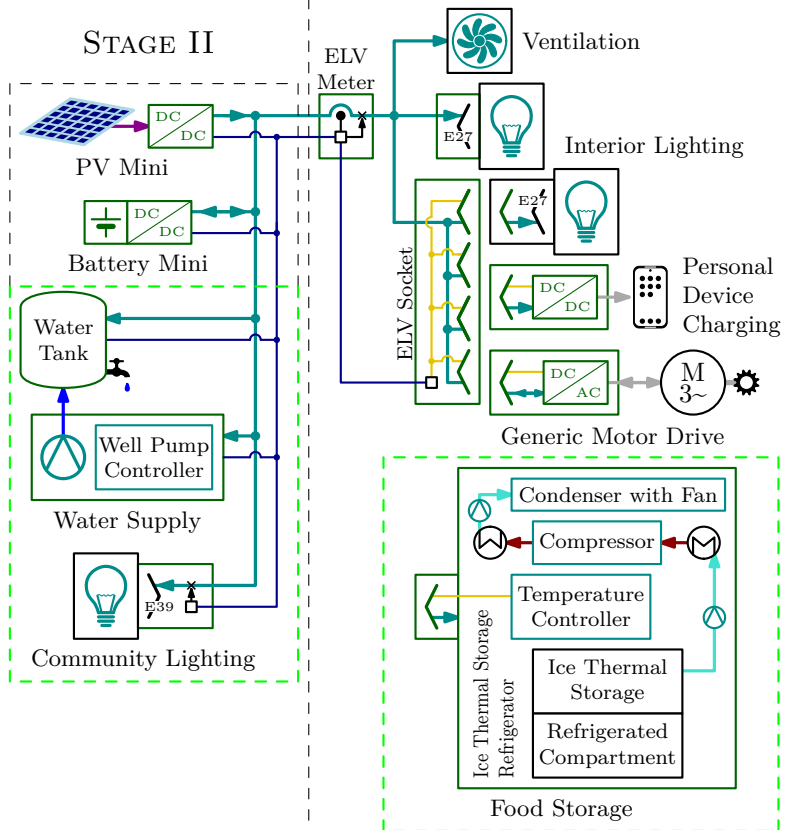 STAGE II
ELV
Meter
Ventilation
DC
DC
PV Mini
E27
Interior Lighting
DC
DC
Battery Mini
ELV Socket
E27
Water
Tank
DC
DC
Personal
Device
Charging
DC
AC
M
3~
Generic Motor Drive
Well Pump
Controller
Water Supply
E39
Community Lighting
Condenser with Fan
Compressor
Temperature
Controller
Ice Thermal Storage
Refrigerator
Ice Thermal
Storage
Refrigerated
Compartment
Food Storage